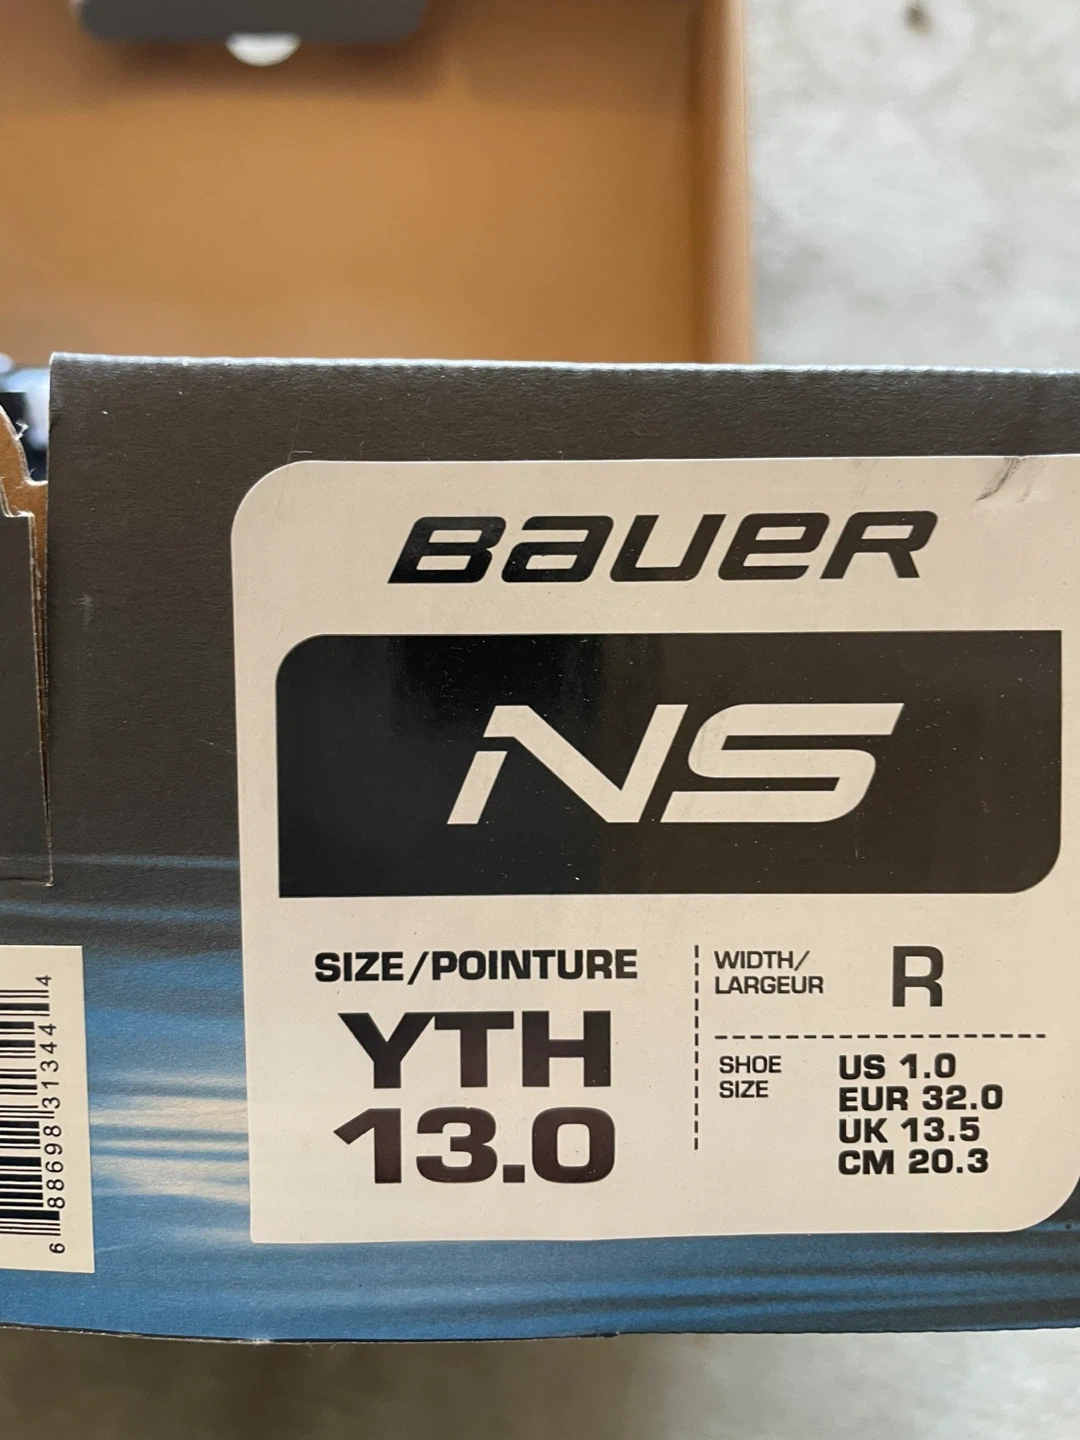 BAUER
NS
SIZE/POINTURE
YTH
13.0
WIDTH/
LARGEUR
R
SHOE
SIZE
US 1.0
EUR 32.0
UK 13.5
CM 20.3
6 88698 31344 4